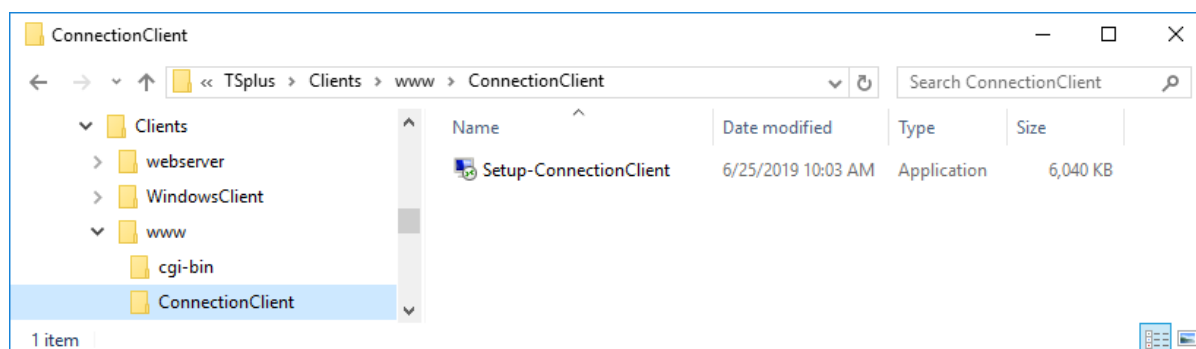 ConnectionClient
« TSplus > Clients > www > ConnectionClient
Search ConnectionClient
Clients
webserver
WindowsClient
www
cgi-bin
ConnectionClient
Name Date modified Type Size
Setup-ConnectionClient 6/25/2019 10:03 AM Application 6,040 KB
1 item